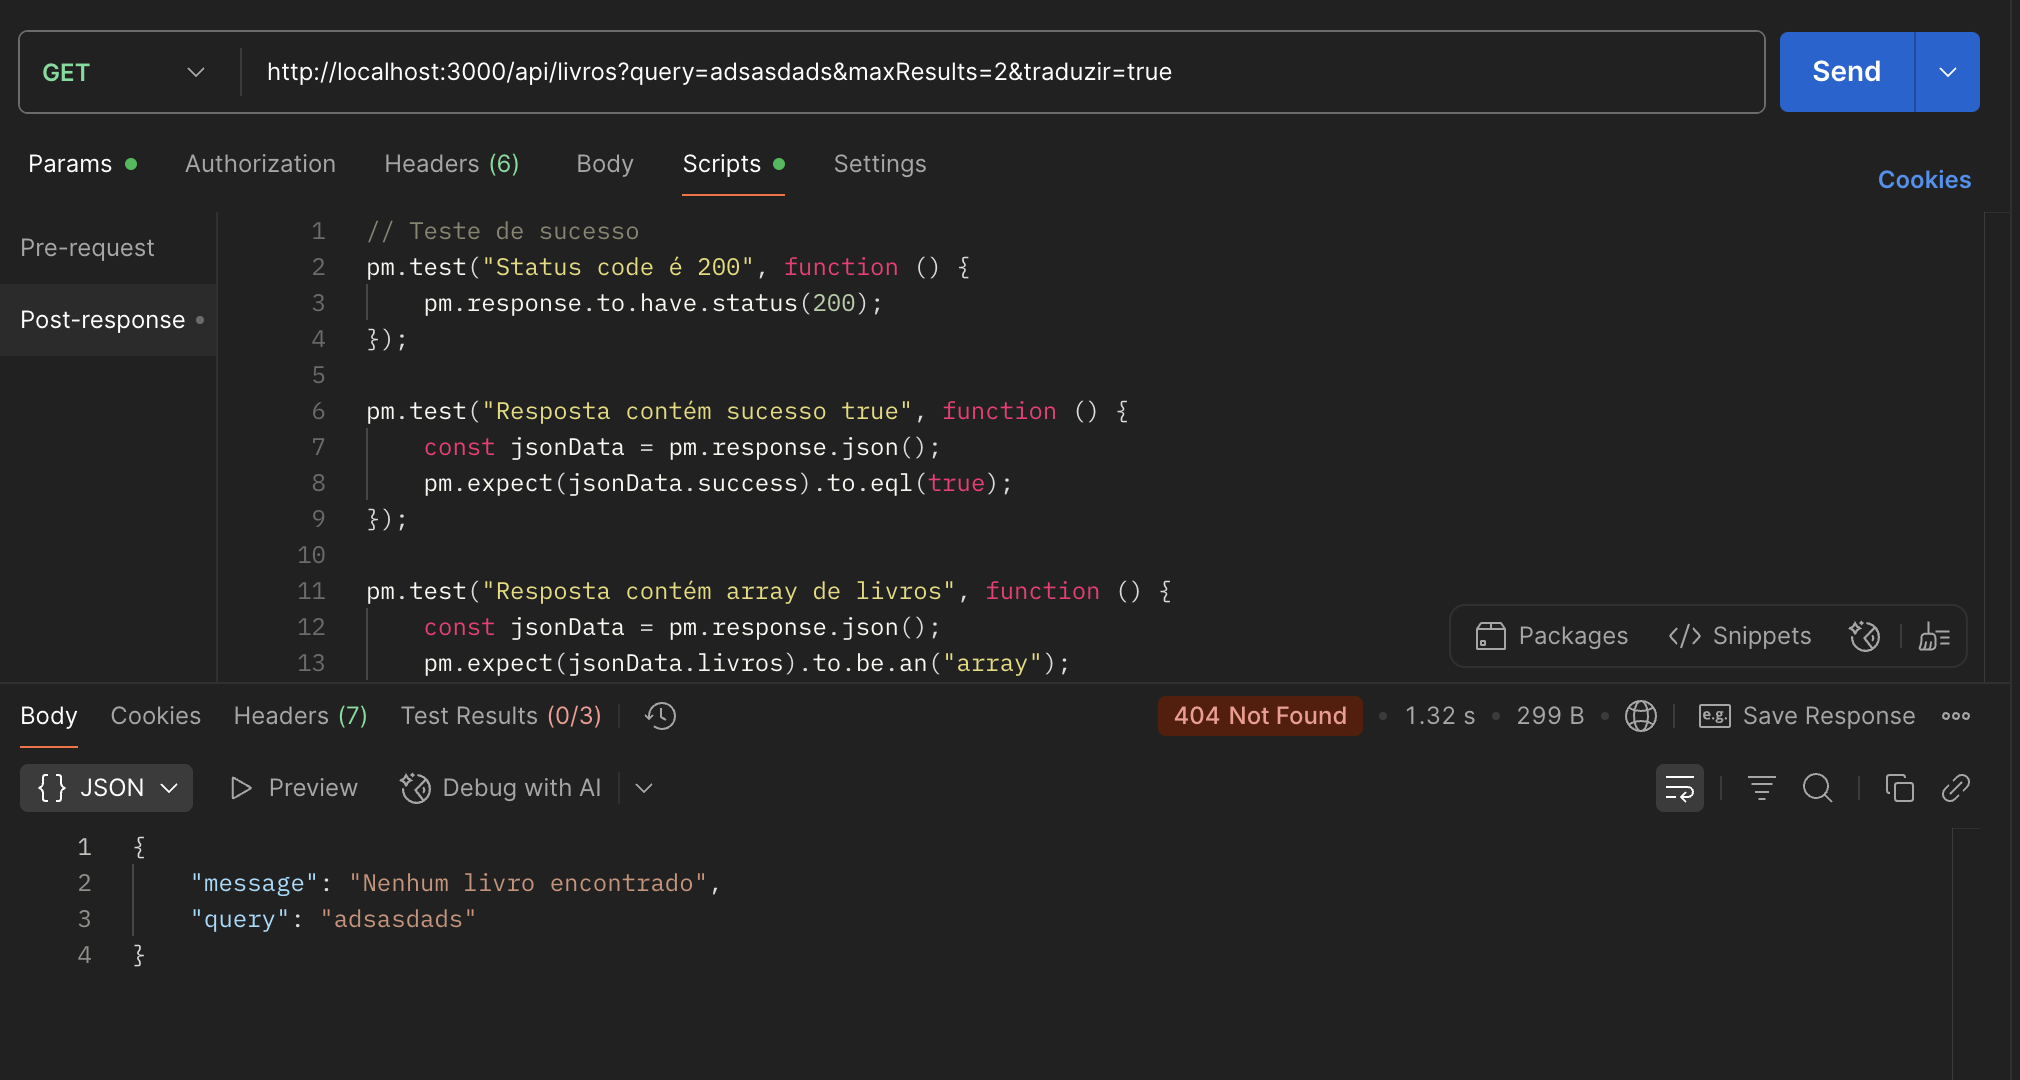 GET
http://localhost:3000/api/livros?query=adsasdads&maxResults=2&traduzir=true
Send
Params
Authorization
Headers (6)
Body
Scripts
Settings
Cookies
Pre-request
Post-response
1 // Teste de sucesso
2 pm.test("Status code é 200", function () {
3 pm.response.to.have.status(200);
4 });
5
6 pm.test("Resposta contém sucesso true", function () {
7 const jsonData = pm.response.json();
8 pm.expect(jsonData.success).to.eql(true);
9 });
10
11 pm.test("Resposta contém array de livros", function () {
12 const jsonData = pm.response.json();
13 pm.expect(jsonData.livros).to.be.an("array");
Packages
</> Snippets
Body
Cookies
Headers (7)
Test Results (0/3)
404 Not Found
1.32 s
299 B
e.g.
Save Response
{} JSON
Preview
Debug with AI
1 {
2 "message": "Nenhum livro encontrado",
3 "query": "adsasdads"
4 }